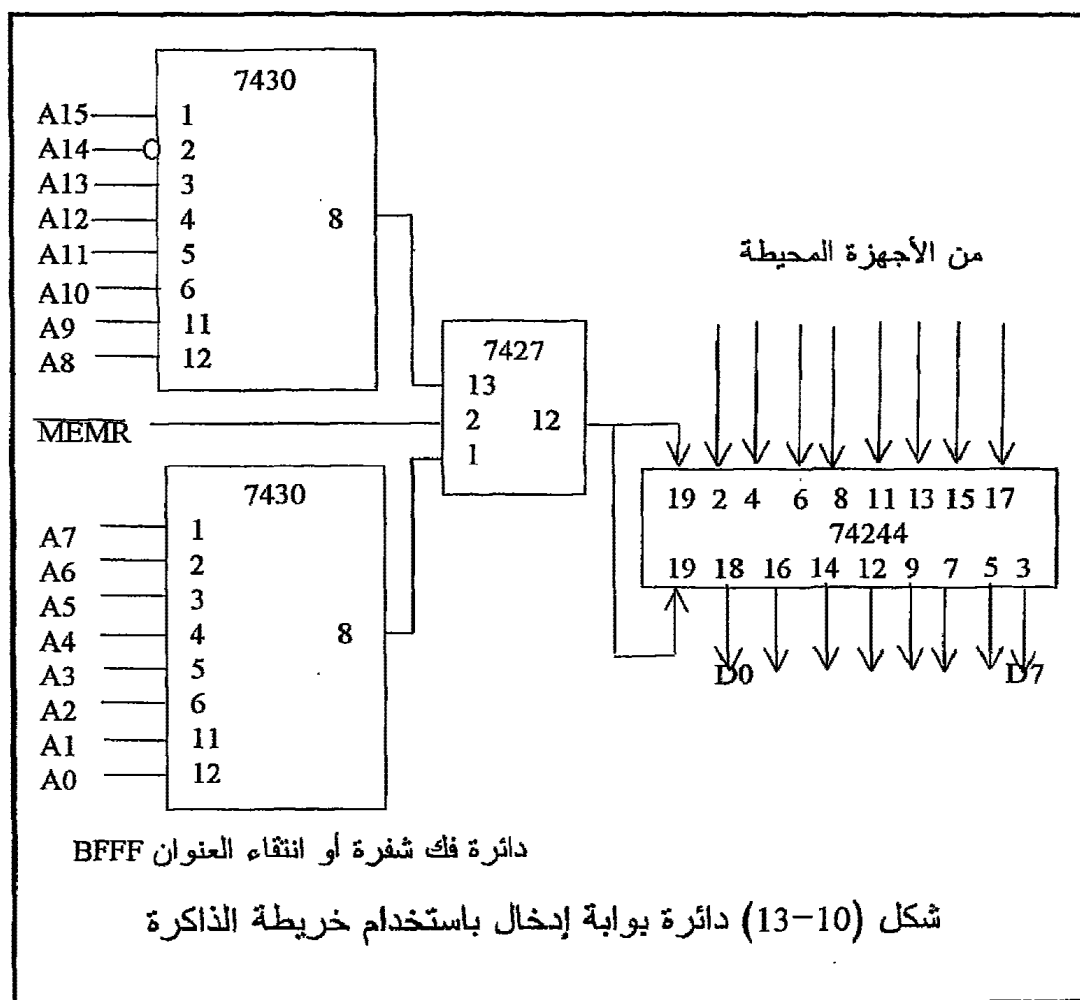 7430
A15 1
A14 2
A13 3
A12 4 8
A11 5
A10 6
A9 11
A8 12
من الأجهزة المحيطة
7427
13
MEMR 2 12
1
7430
A7 1
A6 2
A5 3
A4 4 8
A3 5
A2 6
A1 11
A0 12
19 2 4 6 8 11 13 15 17
74244
19 18 16 14 12 9 7 5 3
D0 D7
دائرة فك شفرة أو انتقاء العنوان BFFF
شكل (10-13) دائرة بوابة إدخال باستخدام خريطة الذاكرة